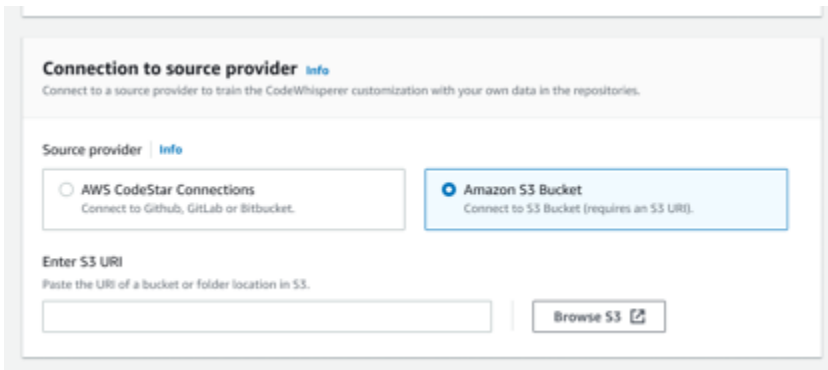 Connection to source provider Info
Connect to a source provider to train the CodeWhisperer customization with your own data in the repositories.
Source provider Info
AWS CodeStar Connections
Connect to Github, GitLab or Bitbucket.
Amazon S3 Bucket
Connect to S3 Bucket (requires an S3 URI).
Enter S3 URI
Paste the URI of a bucket or folder location in S3.
Browse S3